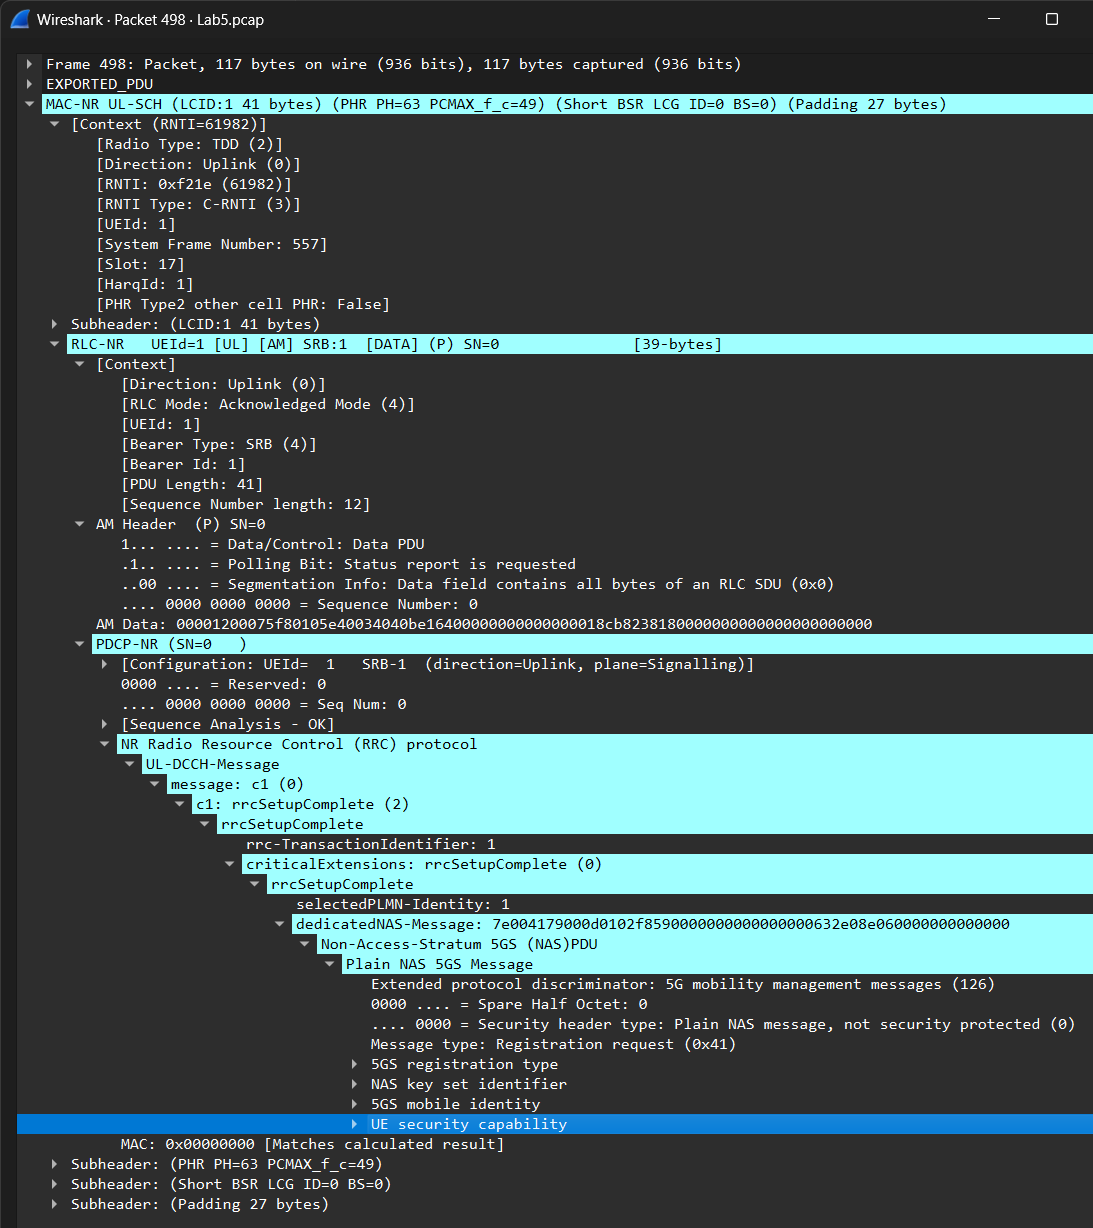 Wireshark · Packet 498 · Lab5.pcap
Frame 498: Packet, 117 bytes on wire (936 bits), 117 bytes captured (936 bits)
EXPORTED_PDU
MAC-NR UL-SCH (LCID:1 41 bytes) (PHR PH=63 PCMAX_f_c=49) (Short BSR LCG ID=0 BS=0) (Padding 27 bytes)
[Context (RNTI=61982)]
[Radio Type: TDD (2)]
[Direction: Uplink (0)]
[RNTI: 0xf21e (61982)]
[RNTI Type: C-RNTI (3)]
[UEId: 1]
[System Frame Number: 557]
[Slot: 17]
[HarqId: 1]
[PHR Type2 other cell PHR: False]
Subheader: (LCID:1 41 bytes)
RLC-NR   UEId=1 [UL] [AM] SRB:1  [DATA] (P) SN=0               [39-bytes]
[Context]
[Direction: Uplink (0)]
[RLC Mode: Acknowledged Mode (4)]
[UEId: 1]
[Bearer Type: SRB (4)]
[Bearer Id: 1]
[PDU Length: 41]
[Sequence Number length: 12]
AM Header  (P) SN=0
1... .... = Data/Control: Data PDU
.1.. .... = Polling Bit: Status report is requested
..00 .... = Segmentation Info: Data field contains all bytes of an RLC SDU (0x0)
.... 0000 0000 0000 = Sequence Number: 0
AM Data: 00001200075f80105e40034040be16400000000000000000018cb82381800000000000000000000000
PDCP-NR (SN=0   )
[Configuration: UEId=  1   SRB-1  (direction=Uplink, plane=Signalling)]
0000 .... = Reserved: 0
.... 0000 0000 0000 = Seq Num: 0
[Sequence Analysis - OK]
NR Radio Resource Control (RRC) protocol
UL-DCCH-Message
message: c1 (0)
c1: rrcSetupComplete (2)
rrcSetupComplete
rrc-TransactionIdentifier: 1
criticalExtensions: rrcSetupComplete (0)
rrcSetupComplete
selectedPLMN-Identity: 1
dedicatedNAS-Message: 7e004179000d0102f8590000000000000000000632e08e060000000000000
Non-Access-Stratum 5GS (NAS)PDU
Plain NAS 5GS Message
Extended protocol discriminator: 5G mobility management messages (126)
0000 .... = Spare Half Octet: 0
.... 0000 = Security header type: Plain NAS message, not security protected (0)
Message type: Registration request (0x41)
5GS registration type
NAS key set identifier
5GS mobile identity
UE security capability
MAC: 0x00000000 [Matches calculated result]
Subheader: (PHR PH=63 PCMAX_f_c=49)
Subheader: (Short BSR LCG ID=0 BS=0)
Subheader: (Padding 27 bytes)